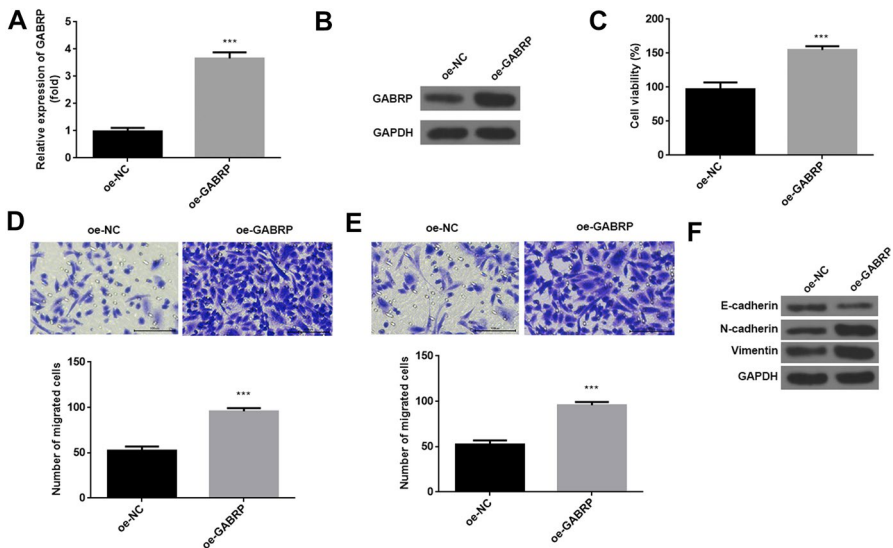 A
Relative expression of GABRP
(fold)
5
4
3
2
1
0
***
oe-NC
oe-GABRP
B
oe-NC
oe-GABRP
GABRP
GAPDH
C
Cell viability (%)
200
150
100
50
0
***
oe-NC
oe-GABRP
D
oe-NC
oe-GABRP
Number of migrated cells
150
100
50
0
***
oe-NC
oe-GABRP
E
oe-NC
oe-GABRP
Number of migrated cells
150
100
50
0
***
oe-NC
oe-GABRP
F
oe-NC
oe-GABRP
E-cadherin
N-cadherin
Vimentin
GAPDH